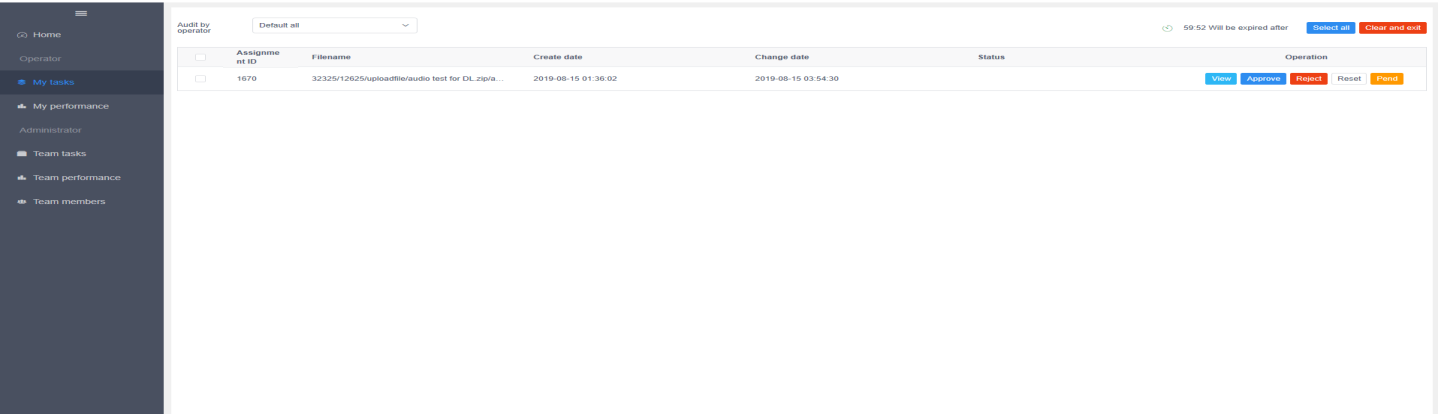 Home
Operator
My tasks
My performance
Administrator
Team tasks
Team performance
Team members
Audit by
operator
Default all
59:52 Will be expired after
Select all
Clear and exit
Assignme
nt ID
Filename
Create date
Change date
Status
Operation
1670
32325/12625/uploadfile/audio test for DL.zip/a...
2019-08-15 01:36:02
2019-08-15 03:54:30
View
Approve
Reject
Reset
Pend